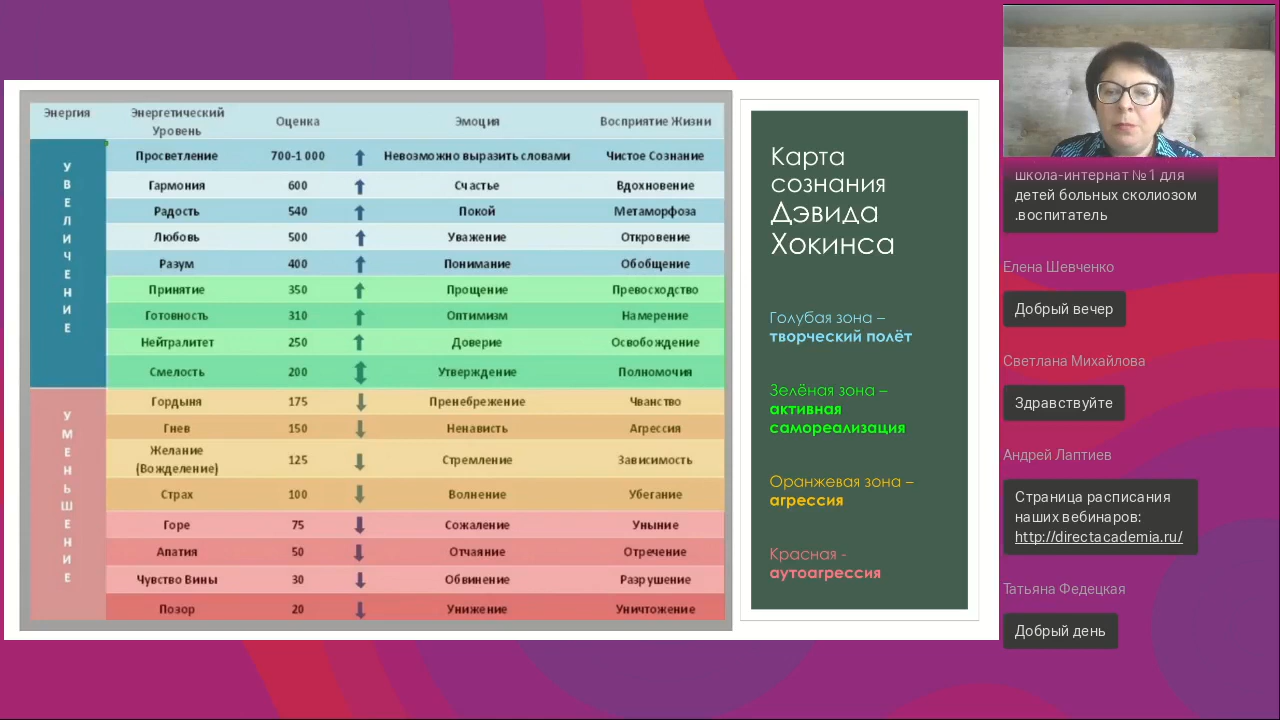 Энергия Энергетический Уровень Оценка Эмоция Восприятие Жизни
УВЕЛИЧЕНИЕ
Просветление 700-1 000 Невозможно выразить словами Чистое Сознание
Гармония 600 Счастье Вдохновение
Радость 540 Покой Метаморфоза
Любовь 500 Уважение Откровение
Разум 400 Понимание Обобщение
Принятие 350 Прощение Превосходство
Готовность 310 Оптимизм Намерение
Нейтралитет 250 Доверие Освобождение
Смелость 200 Утверждение Полномочия
УМЕНЬШЕНИЕ
Гордыня 175 Пренебрежение Чванство
Гнев 150 Ненависть Агрессия
Желание
(Вожделение) 125 Стремление Зависимость
Страх 100 Волнение Убегание
Горе 75 Сожаление Уныние
Апатия 50 Отчаяние Отречение
Чувство Вины 30 Обвинение Разрушение
Позор 20 Унижение Уничтожение
Карта
сознания
Дэвида
Хокинса
Голубая зона –
творческий полёт
Зелёная зона –
активная
самореализация
Оранжевая зона –
агрессия
Красная -
аутоагрессия
школа-интернат № 1 для
детей больных сколиозом
.воспитатель
Елена Шевченко
Добрый вечер
Светлана Михайлова
Здравствуйте
Андрей Лаптиев
Страница расписания
наших вебинаров:
http://directacademia.ru/
Татьяна Федецкая
Добрый день